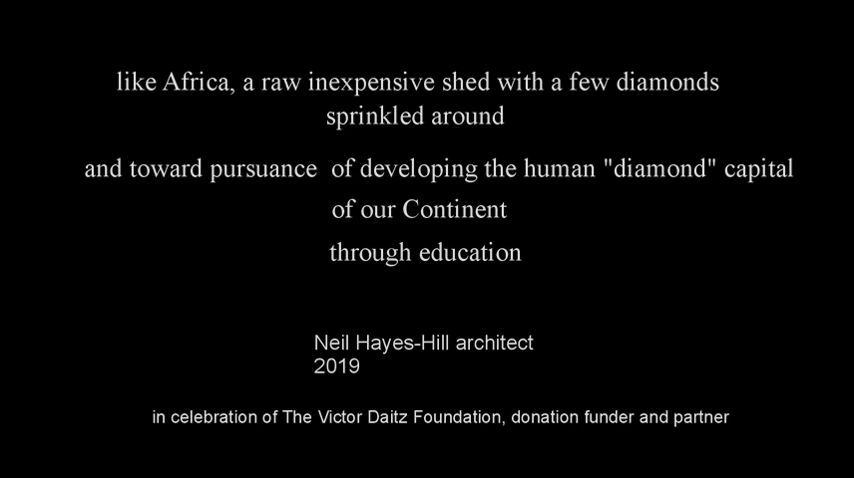 like Africa, a raw inexpensive shed with a few diamonds
sprinkled around
and toward pursuance  of developing the human "diamond" capital
of our Continent
through education
Neil Hayes-Hill architect
2019
in celebration of The Victor Daitz Foundation, donation funder and partner